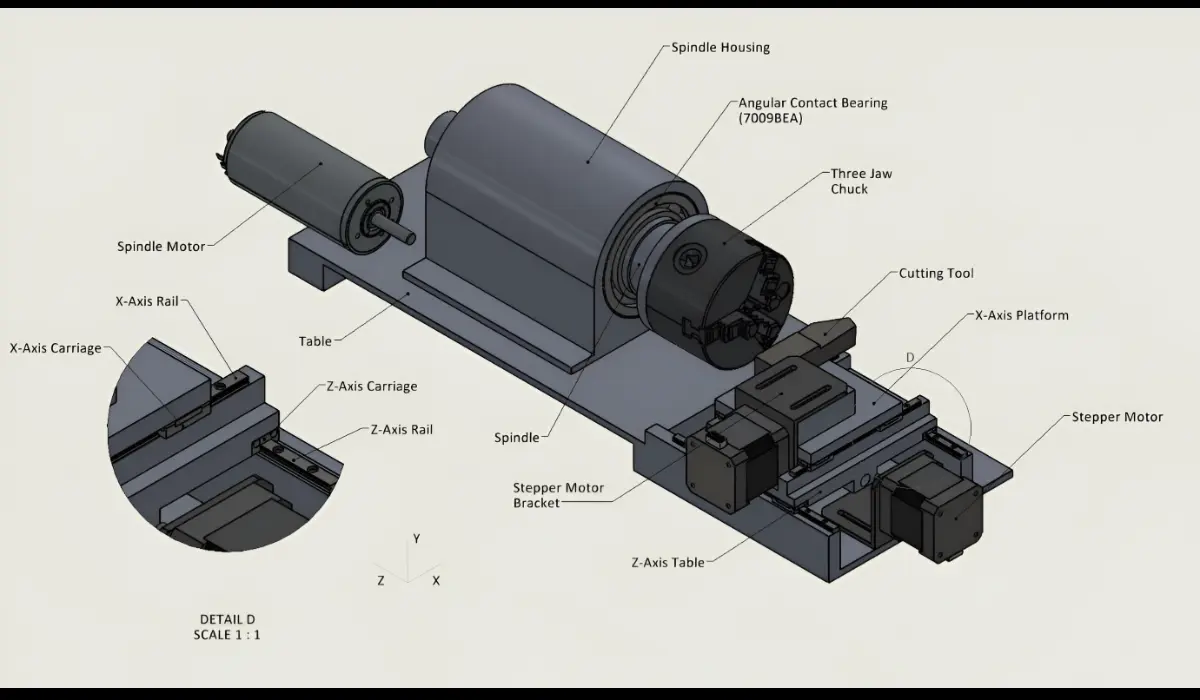 Spindle Housing
Angular Contact Bearing
(7009BEA)
Three Jaw
Chuck
Spindle Motor
Cutting Tool
X-Axis Rail
X-Axis Platform
Table
X-Axis Carriage
D
Z-Axis Carriage
Stepper Motor
Z-Axis Rail
Spindle
Stepper Motor
Bracket
Y
Z-Axis Table
Z
X
DETAIL D
SCALE 1 : 1